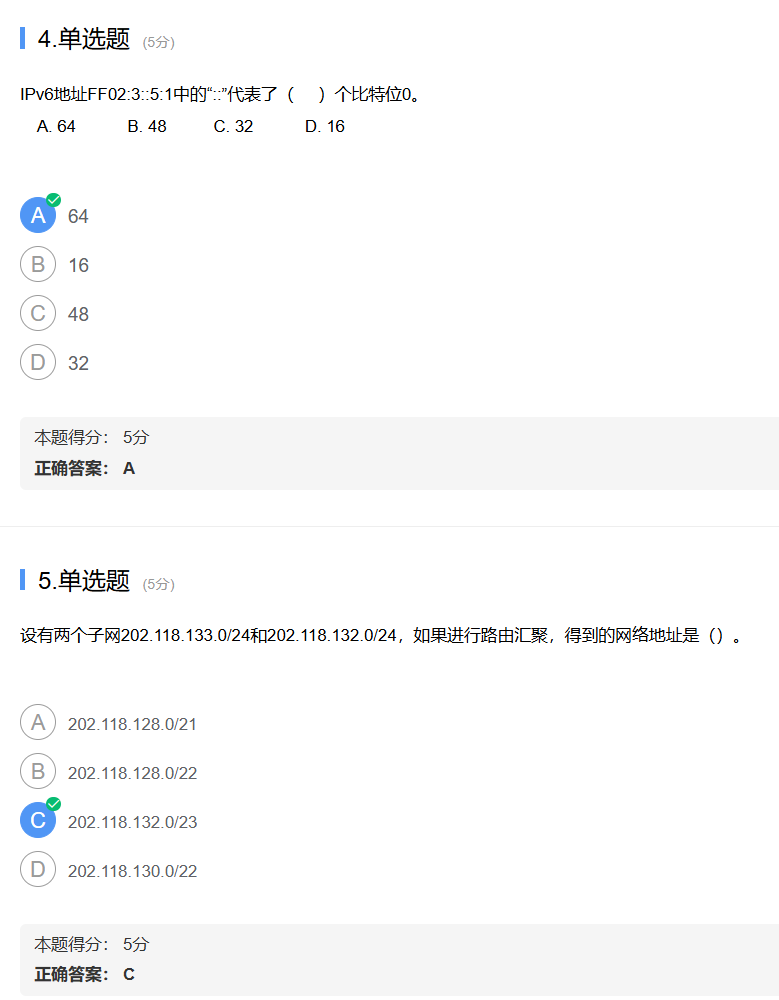 4.单选题 (5分)
IPv6地址FF02:3::5:1中的“::”代表了（ ）个比特位0。
A. 64 B. 48 C. 32 D. 16
A 64
B 16
C 48
D 32
本题得分： 5分
正确答案： A
5.单选题 (5分)
设有两个子网202.118.133.0/24和202.118.132.0/24，如果进行路由汇聚，得到的网络地址是（）。
A 202.118.128.0/21
B 202.118.128.0/22
C 202.118.132.0/23
D 202.118.130.0/22
本题得分： 5分
正确答案： C